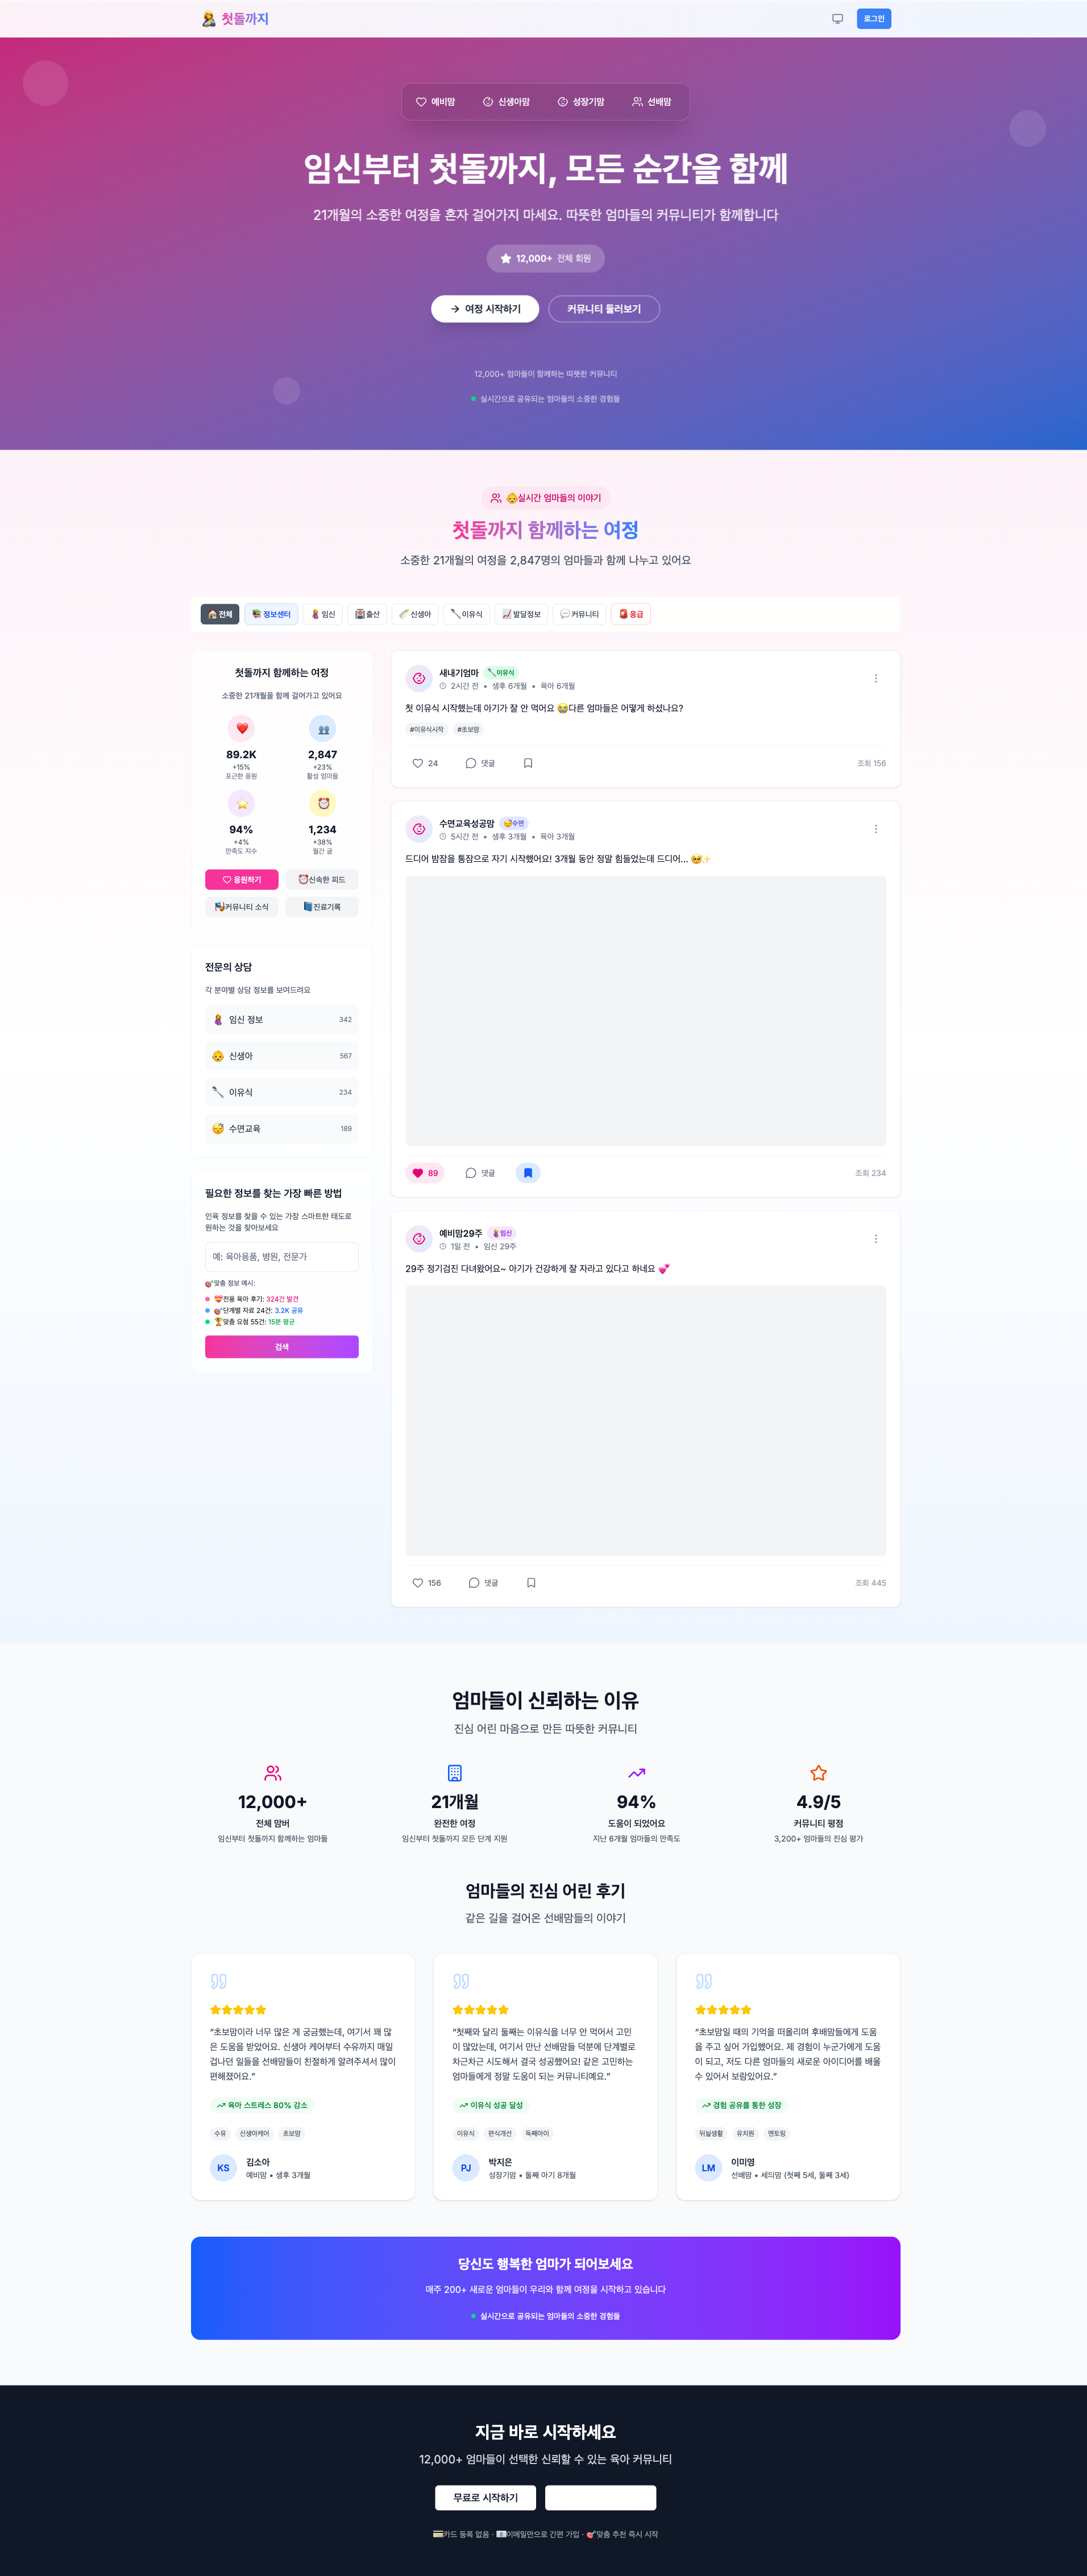 첫돌까지
로그인
예비맘
신생아맘
성장기맘
선배맘
임신부터 첫돌까지, 모든 순간을 함께
21개월의 소중한 여정을 혼자 걸어가지 마세요. 따뜻한 엄마들의 커뮤니티가 함께합니다
12,000+ 전체 회원
여정 시작하기
커뮤니티 둘러보기
12,000+ 엄마들이 함께하는 따뜻한 커뮤니티
실시간으로 공유되는 엄마들의 소중한 경험들
👶실시간 엄마들의 이야기
첫돌까지 함께하는 여정
소중한 21개월의 여정을 2,847명의 엄마들과 함께 나누고 있어요
🏠전체
📚정보센터
🤱임신
🏥출산
🍼신생아
🥄이유식
📈발달정보
💬커뮤니티
🚨응급
첫돌까지 함께하는 여정
소중한 21개월을 함께 걸어가고 있어요
89.2K
+15%
포근한 응원
2,847
+23%
활성 엄마들
94%
+4%
만족도 지수
1,234
+38%
월간 글
응원하기
⏰신속한 피드
커뮤니티 소식
진료기록
전문의 상담
각 분야별 상담 정보를 보여드려요
임신 정보
342
신생아
567
이유식
234
수면교육
189
필요한 정보를 찾는 가장 빠른 방법
인육 정보를 찾을 수 있는 가장 스마트한 태도로
원하는 것을 찾아보세요
예: 육아용품, 병원, 전문가
🎯맞춤 정보 예시:
💝전용 육아 후기: 324건 발견
🎯단계별 자료 24건: 3.2K 공유
🏆맞춤 요청 55건: 15분 평균
검색
새내기엄마 🥄이유식
2시간 전 • 생후 6개월 • 육아 6개월
첫 이유식 시작했는데 아기가 잘 안 먹어요 😭다른 엄마들은 어떻게 하셨나요?
#이유식시작 #초보맘
24
댓글
조회 156
수면교육성공맘 😴수면
5시간 전 • 생후 3개월 • 육아 3개월
드디어 밤잠을 통잠으로 자기 시작했어요! 3개월 동안 정말 힘들었는데 드디어... 🥹✨
89
댓글
조회 234
예비맘29주 🤱임신
1일 전 • 임신 29주
29주 정기검진 다녀왔어요~ 아기가 건강하게 잘 자라고 있다고 하네요 💕
156
댓글
조회 445
엄마들이 신뢰하는 이유
진심 어린 마음으로 만든 따뜻한 커뮤니티
12,000+
전체 맘버
임신부터 첫돌까지 함께하는 엄마들
21개월
완전한 여정
임신부터 첫돌까지 모든 단계 지원
94%
도움이 되었어요
지난 6개월 엄마들의 만족도
4.9/5
커뮤니티 평점
3,200+ 엄마들의 진심 평가
엄마들의 진심 어린 후기
같은 길을 걸어온 선배맘들의 이야기
"초보맘이라 너무 많은 게 궁금했는데, 여기서 꽤 많
은 도움을 받았어요. 신생아 케어부터 수유까지 매일
겁나던 일들을 선배맘들이 친절하게 알려주셔서 많이
편해졌어요."
육아 스트레스 80% 감소
수유 신생아케어 초보맘
KS
김소아
예비맘 • 생후 3개월
"첫째와 달리 둘째는 이유식을 너무 안 먹어서 고민
이 많았는데, 여기서 만난 선배맘들 덕분에 단계별로
차근차근 시도해서 결국 성공했어요! 같은 고민하는
엄마들에게 정말 도움이 되는 커뮤니티예요."
이유식 성공 달성
이유식 편식개선 둑째아이
PJ
박지은
성장기맘 • 둘째 아기 8개월
"초보맘일 때의 기억을 떠올리며 후배맘들에게 도움
을 주고 싶어 가입했어요. 제 경험이 누군가에게 도움
이 되고, 저도 다른 엄마들의 새로운 아이디어를 배울
수 있어서 보람있어요."
경험 공유를 통한 성장
유치원 멘토링
LM
이미영
선배맘 • 세듸맘 (첫째 5세, 둘째 3세)
당신도 행복한 엄마가 되어보세요
매주 200+ 새로운 엄마들이 우리와 함께 여정을 시작하고 있습니다
실시간으로 공유되는 엄마들의 소중한 경험들
지금 바로 시작하세요
12,000+ 엄마들이 선택한 신뢰할 수 있는 육아 커뮤니티
무료로 시작하기
💳카드 등록 없음 · 📧이메일만으로 간편 가입 · 🎯맞춤 추천 즉시 시작